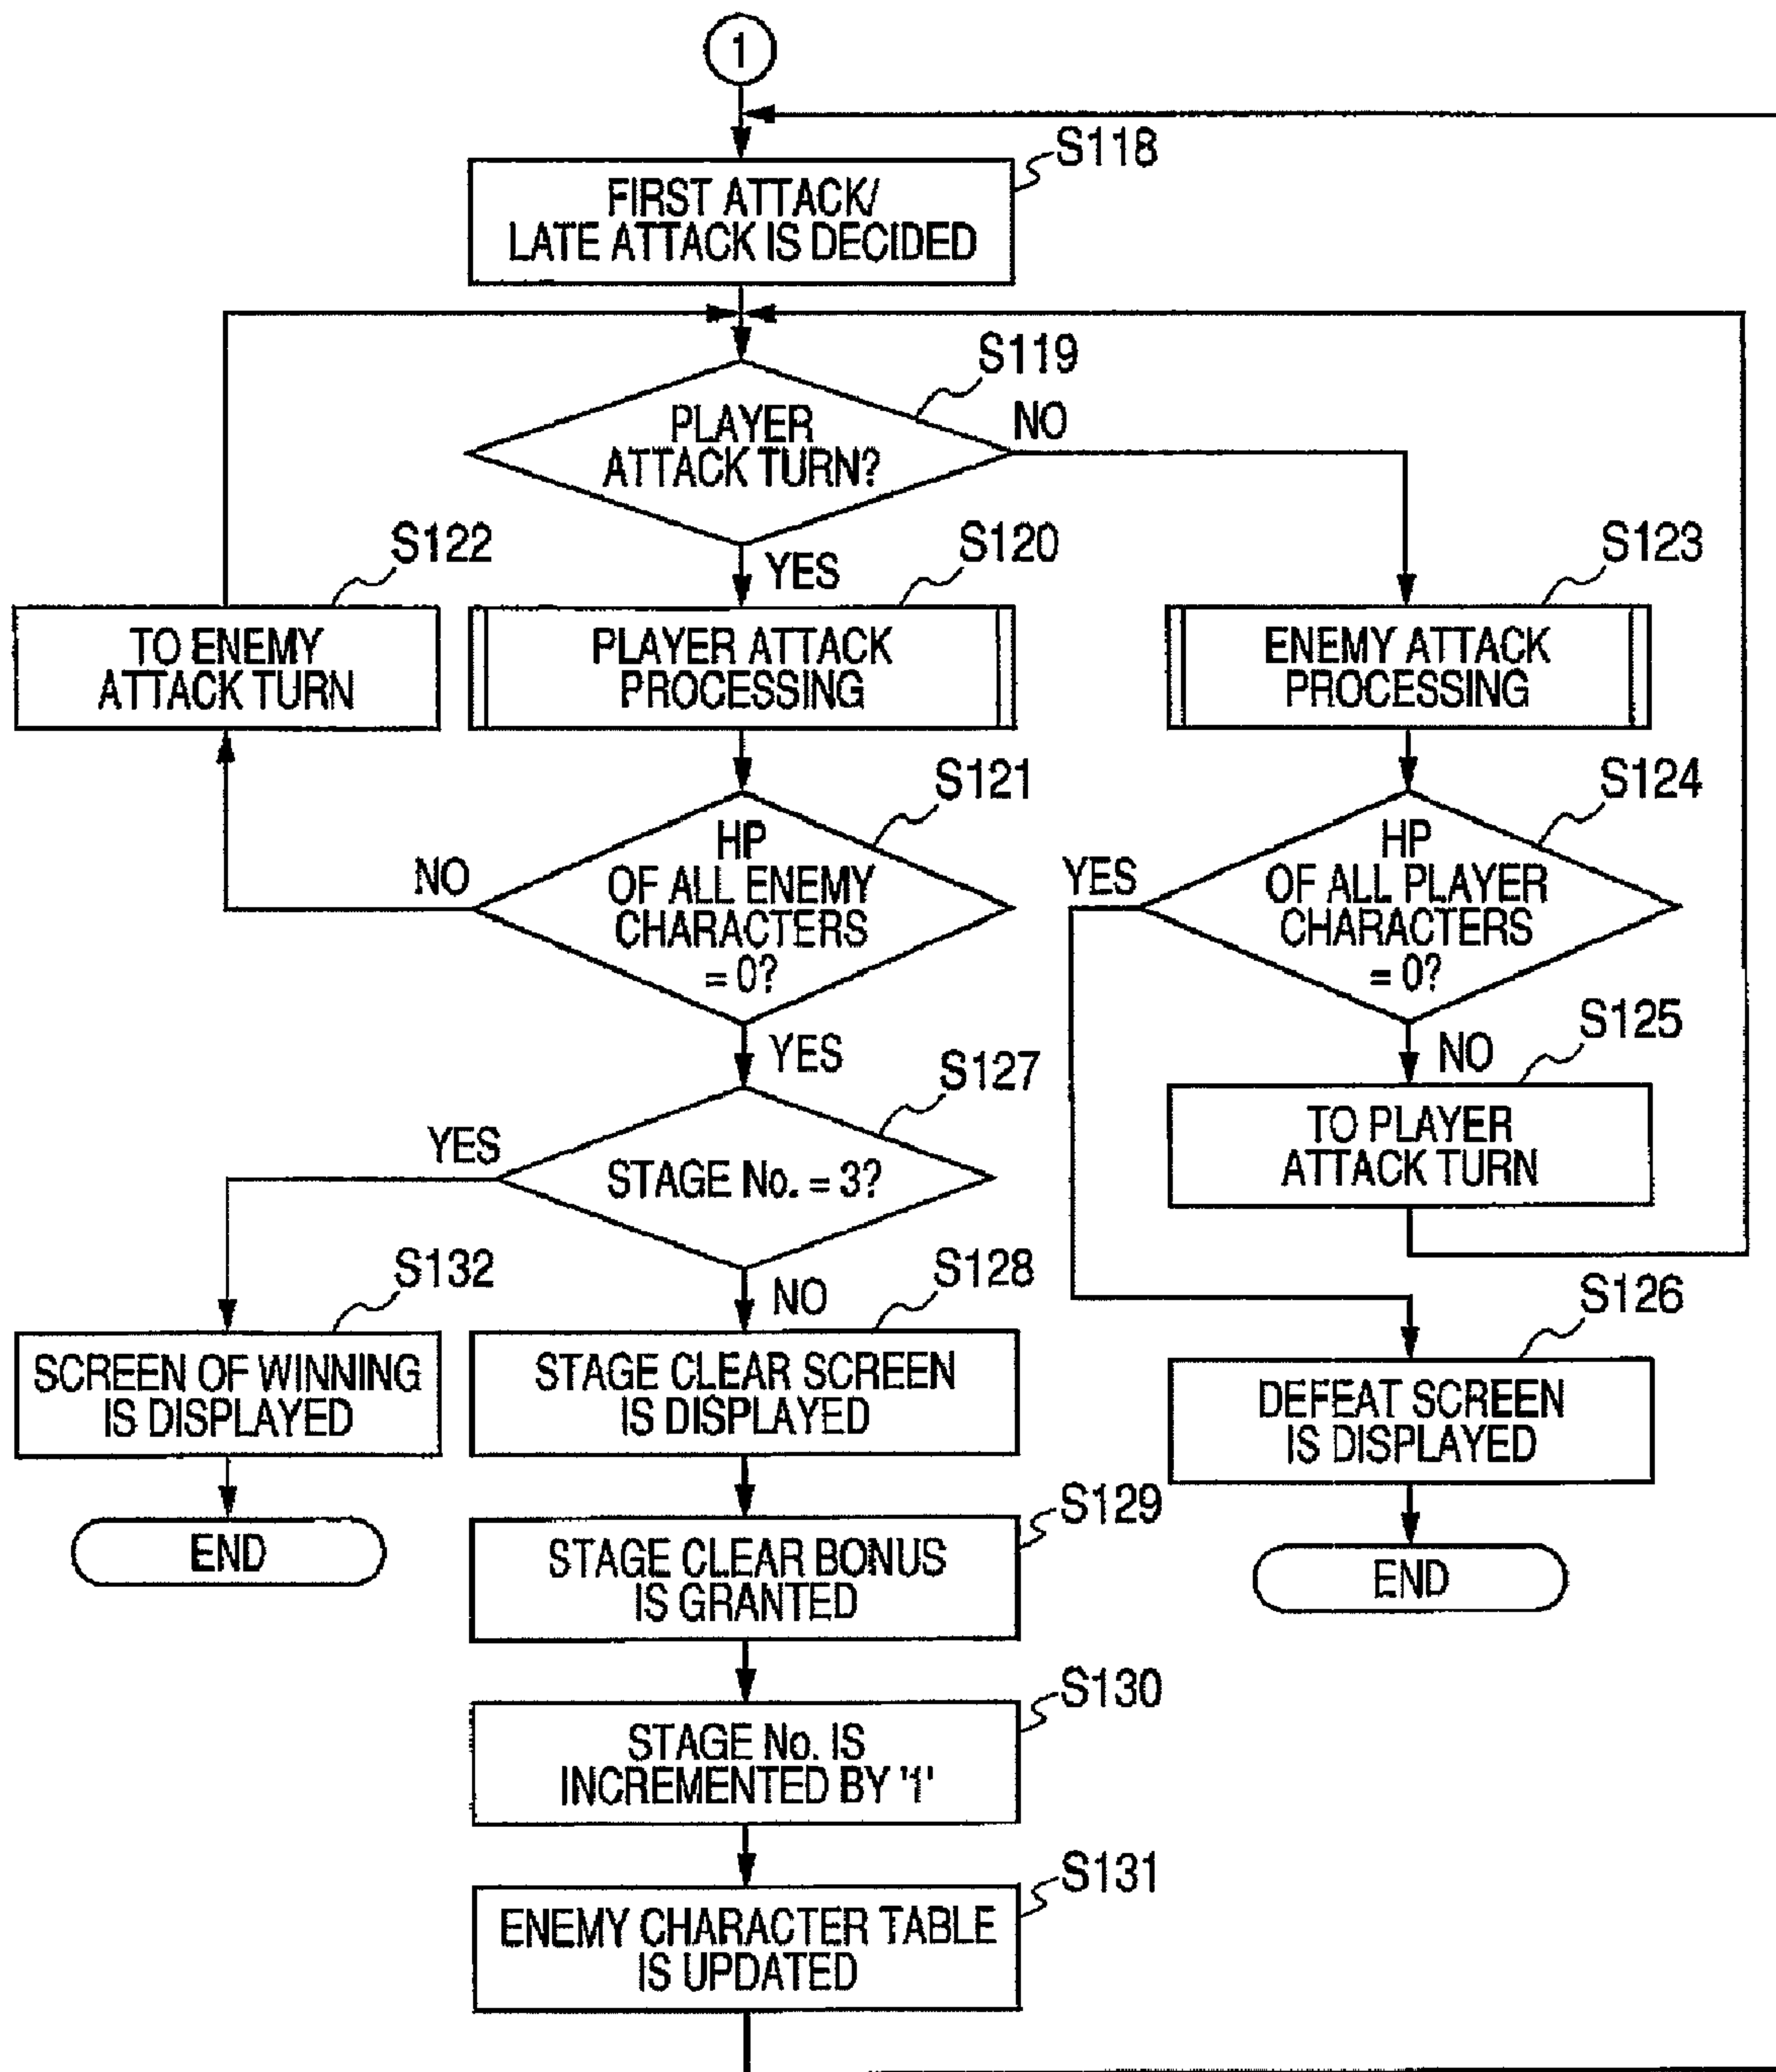 1
S118
FIRST ATTACK/
LATE ATTACK IS DECIDED
S119
PLAYER
ATTACK TURN?
NO
YES
S122
TO ENEMY
ATTACK TURN
S120
PLAYER ATTACK
PROCESSING
S123
ENEMY ATTACK
PROCESSING
S121
HP
OF ALL ENEMY
CHARACTERS
= 0?
NO
YES
S124
HP
OF ALL PLAYER
CHARACTERS
= 0?
YES
NO
S125
TO PLAYER
ATTACK TURN
S127
STAGE No. = 3?
YES
NO
S132
SCREEN OF WINNING
IS DISPLAYED
END
S128
STAGE CLEAR SCREEN
IS DISPLAYED
S126
DEFEAT SCREEN
IS DISPLAYED
END
S129
STAGE CLEAR BONUS
IS GRANTED
S130
STAGE No. IS
INCREMENTED BY '1'
S131
ENEMY CHARACTER TABLE
IS UPDATED